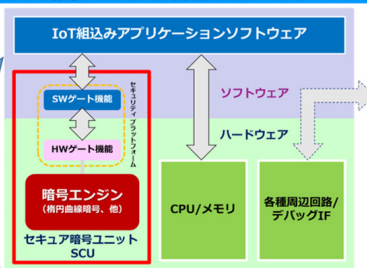 IoT組込みアプリケーションソフトウェア
SWゲート機能
セキュリティプラットフォーム
ソフトウェア
ハードウェア
HWゲート機能
暗号エンジン
(楕円曲線暗号、他)
セキュア暗号ユニット
SCU
CPU/メモリ
各種周辺回路/
デバッグIF